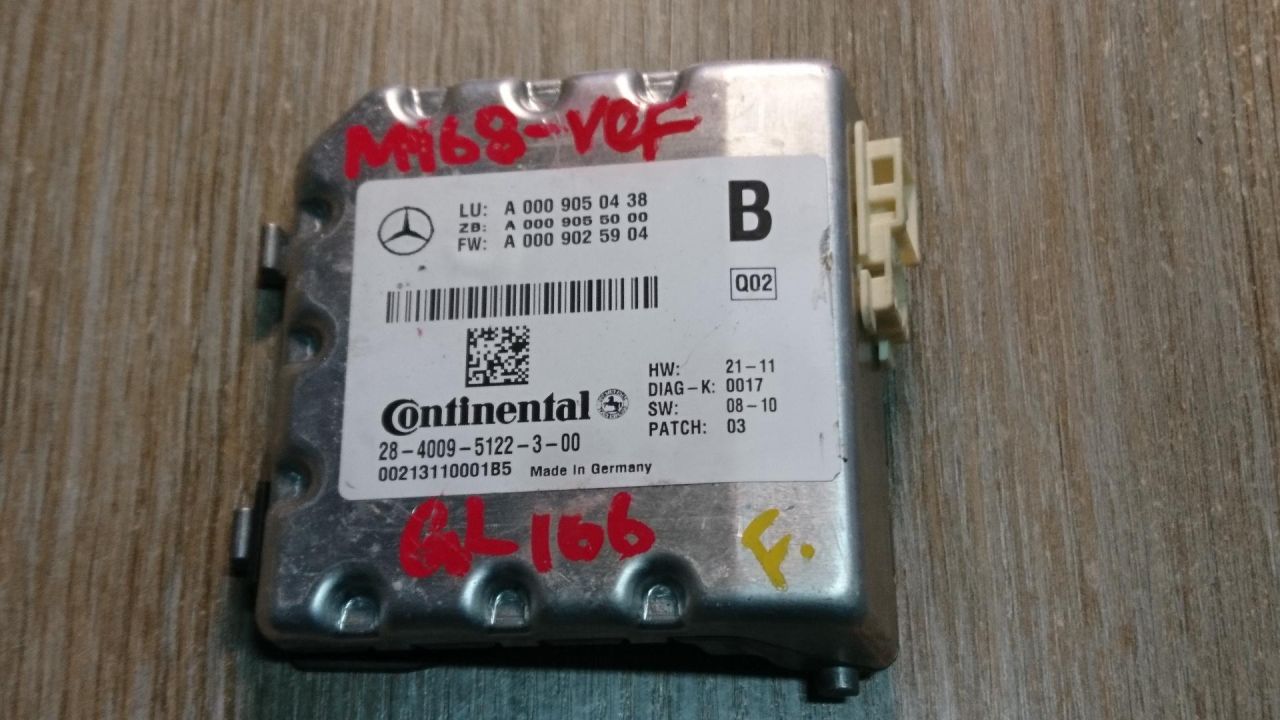 M168-VeF
LU: A 000 905 04 38
ZB: A 000 905 50 00
FW: A 000 902 59 04
B
Q02
HW: 21-11
DIAG-K: 0017
SW: 08-10
PATCH: 03
Continental
28-4009-5122-3-00
00213110001B5 Made in Germany
GL 166
F.